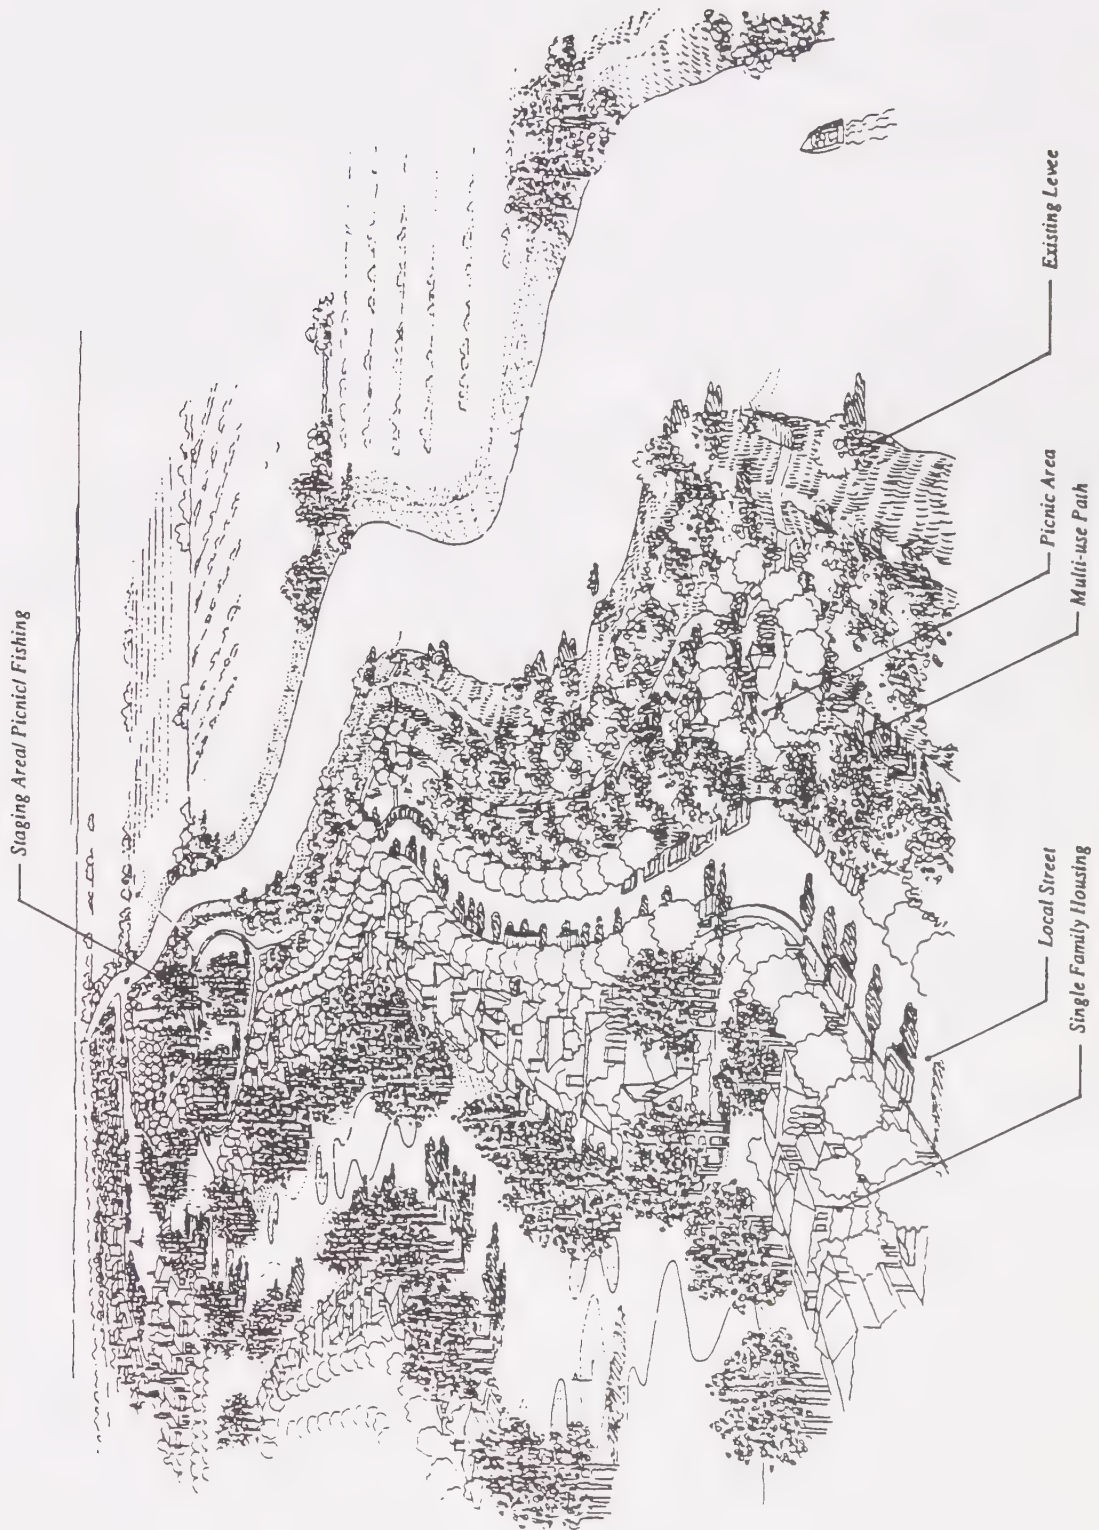 Staging Area/ Picnic/ Fishing
Single Family Housing
Local Street
Multi-use Path
Picnic Area
Existing Levee